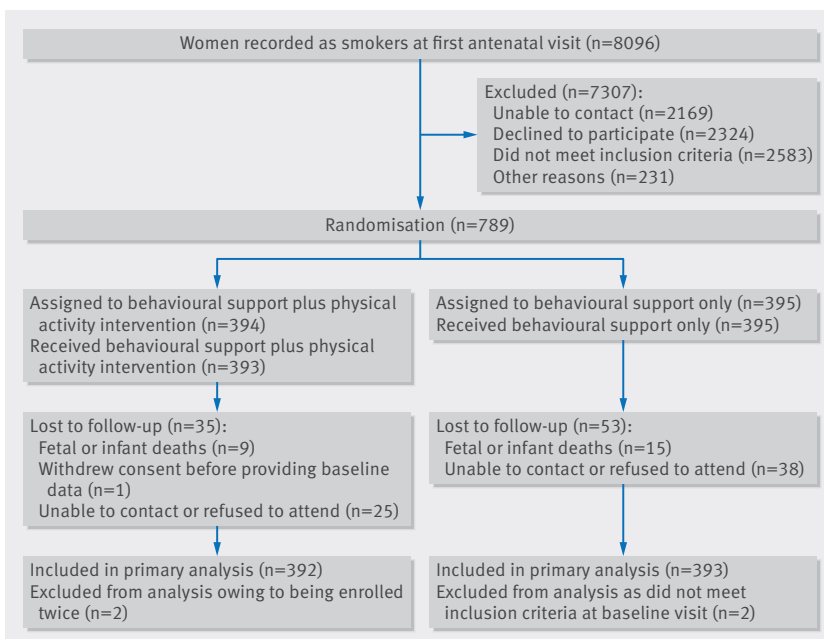 Women recorded as smokers at first antenatal visit (n=8096)
Excluded (n=7307):
Unable to contact (n=2169)
Declined to participate (n=2324)
Did not meet inclusion criteria (n=2583)
Other reasons (n=231)
Randomisation (n=789)
Assigned to behavioural support plus physical
activity intervention (n=394)
Received behavioural support plus physical
activity intervention (n=393)
Assigned to behavioural support only (n=395)
Received behavioural support only (n=395)
Lost to follow-up (n=35):
Fetal or infant deaths (n=9)
Withdrew consent before providing baseline
data (n=1)
Unable to contact or refused to attend (n=25)
Lost to follow-up (n=53):
Fetal or infant deaths (n=15)
Unable to contact or refused to attend (n=38)
Included in primary analysis (n=392)
Excluded from analysis owing to being enrolled
twice (n=2)
Included in primary analysis (n=393)
Excluded from analysis as did not meet
inclusion criteria at baseline visit (n=2)